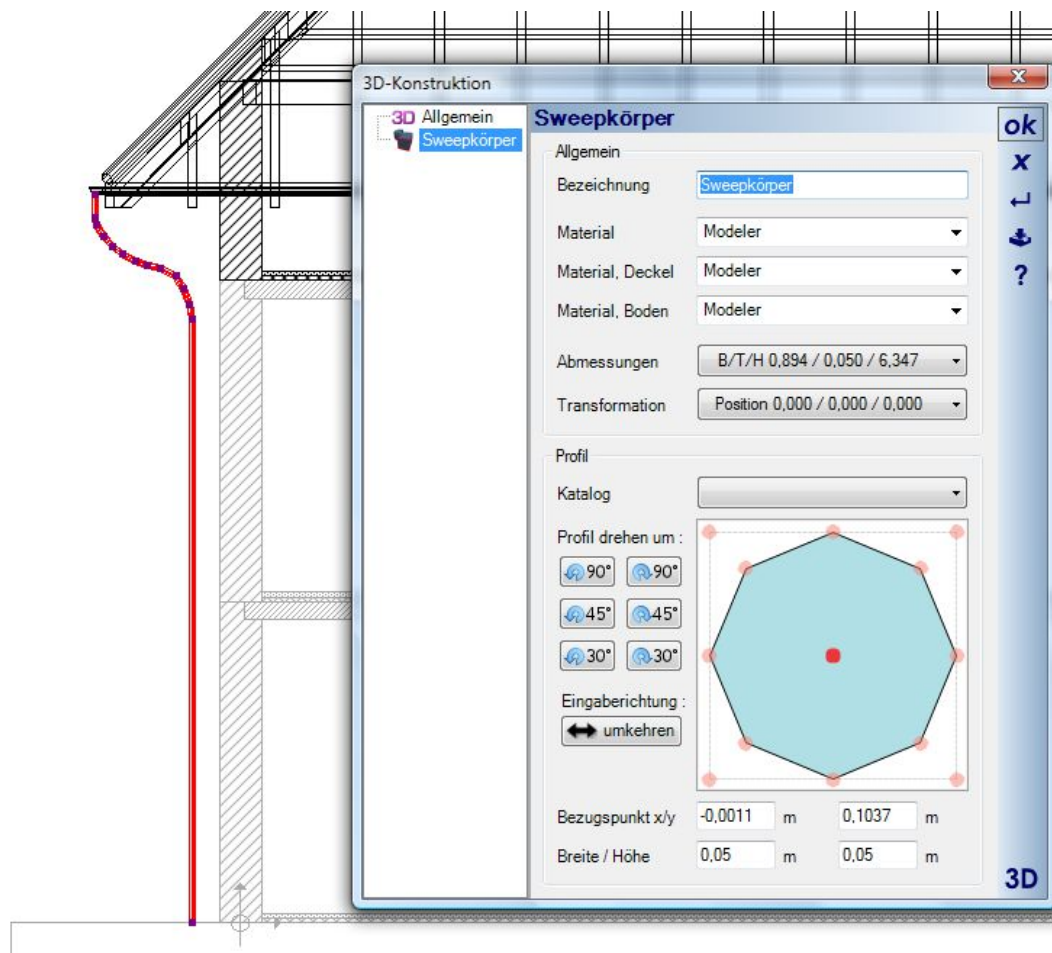 3D-Konstruktion
X
3D Allgemein
Sweepkörper
Sweepkörper
ok
x
?
Allgemein
Bezeichnung Sweepkörper
Material Modeler
Material, Deckel Modeler
Material, Boden Modeler
Abmessungen B/T/H 0,894 / 0,050 / 6,347
Transformation Position 0,000 / 0,000 / 0,000
Profil
Katalog
Profil drehen um :
90° 90°
45° 45°
30° 30°
Eingaberichtung :
umkehren
Bezugspunkt x/y -0,0011 m 0,1037 m
Breite / Höhe 0,05 m 0,05 m
3D